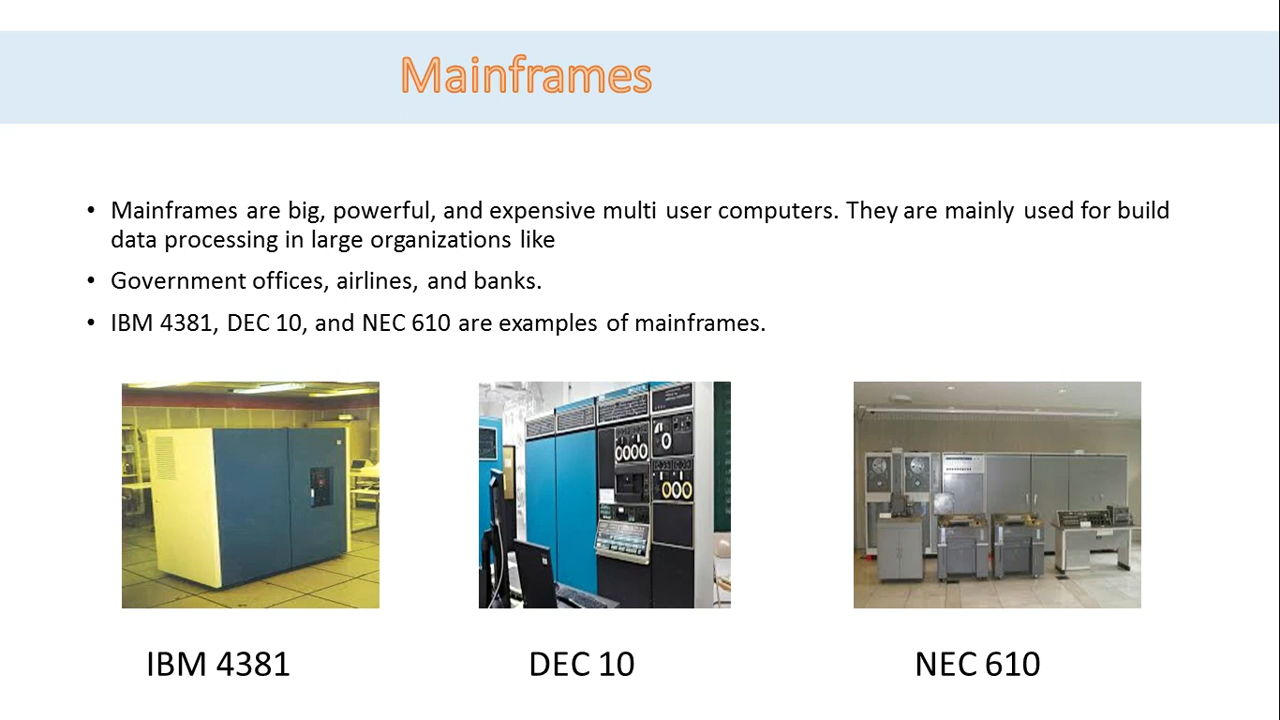 Mainframes
• Mainframes are big, powerful, and expensive multi user computers. They are mainly used for build
data processing in large organizations like
• Government offices, airlines, and banks.
• IBM 4381, DEC 10, and NEC 610 are examples of mainframes.
IBM 4381
DEC 10
NEC 610